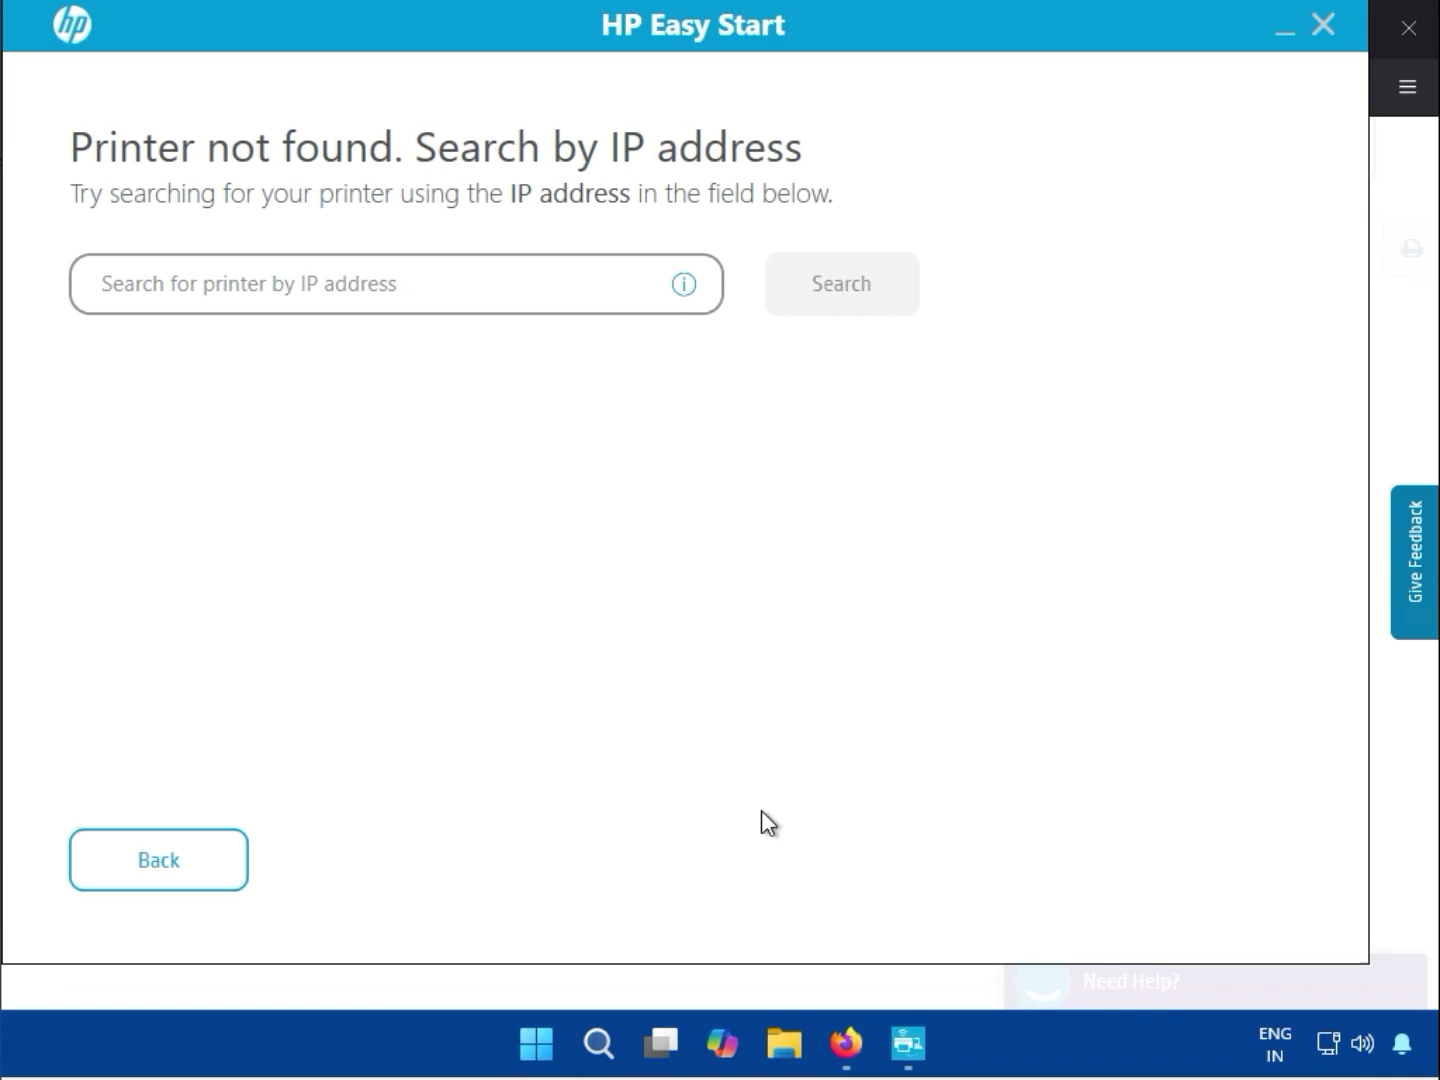 hp
HP Easy Start
Printer not found. Search by IP address
Try searching for your printer using the IP address in the field below.
Search for printer by IP address
Search
Give Feedback
Back
Need Help?
ENG
IN